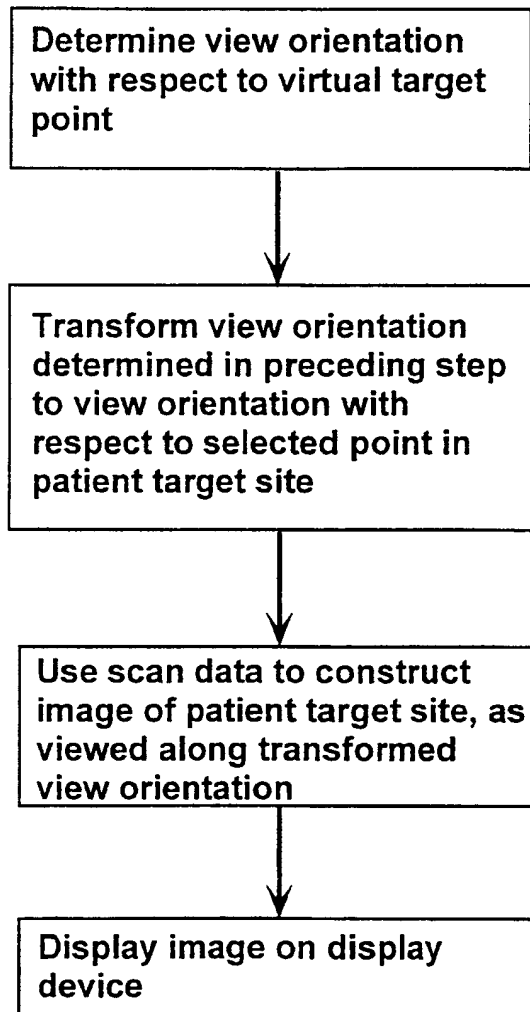 Determine view orientation
with respect to virtual target
point
Transform view orientation
determined in preceding step
to view orientation with
respect to selected point in
patient target site
Use scan data to construct
image of patient target site, as
viewed along transformed
view orientation
Display image on display
device